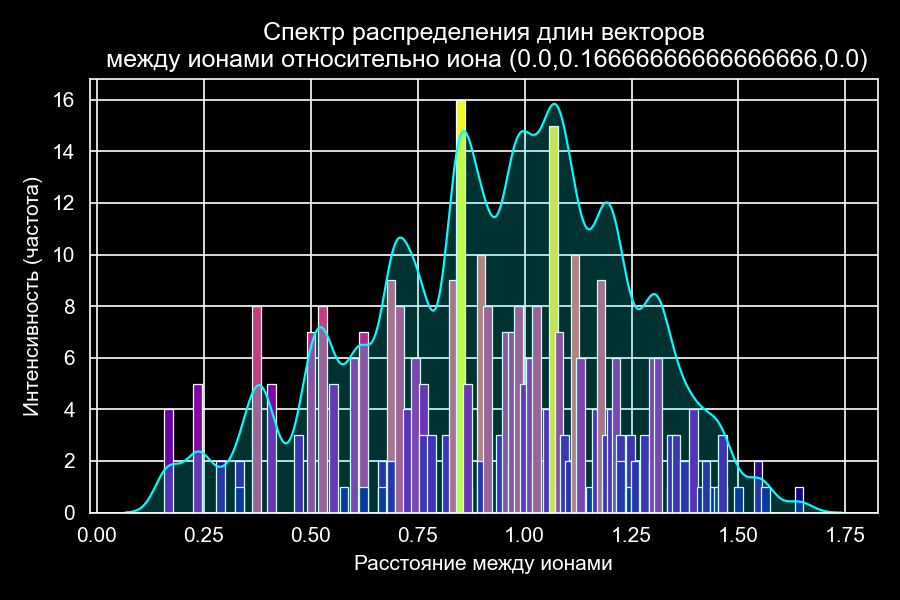 Спектр распределения длин векторов
между ионами относительно иона (0.0,0.16666666666666666,0.0)
Интенсивность (частота)
16
14
12
10
8
6
4
2
0
0.00 0.25 0.50 0.75 1.00 1.25 1.50 1.75
Расстояние между ионами